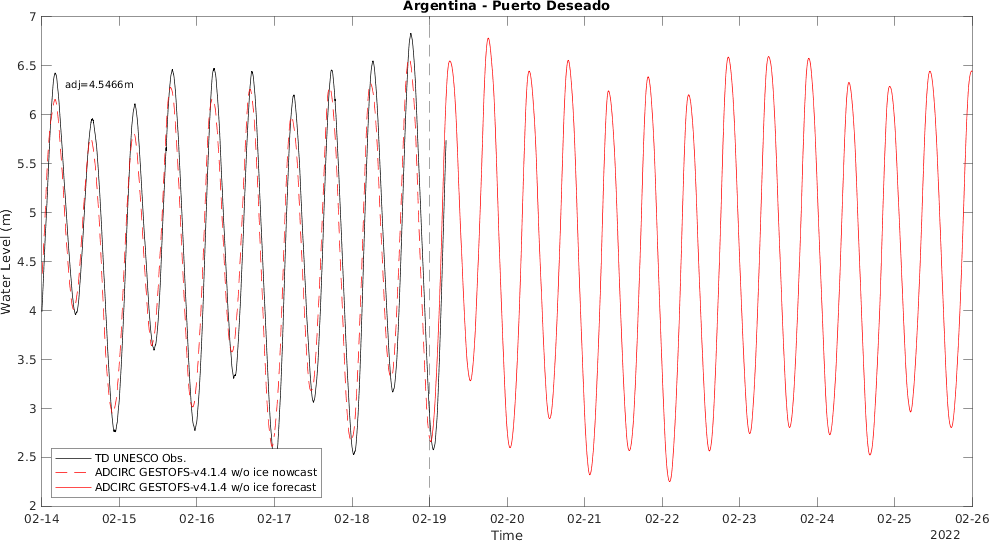 Argentina - Puerto Deseado
7
6.5
6
5.5
5
4.5
4
3.5
3
2.5
2
Water Level (m)
adj=4.5466m
TD UNESCO Obs.
ADCIRC GESTOFS-v4.1.4 w/o ice nowcast
ADCIRC GESTOFS-v4.1.4 w/o ice forecast
02-14 02-15 02-16 02-17 02-18 02-19 02-20 02-21 02-22 02-23 02-24 02-25 02-26
Time
2022